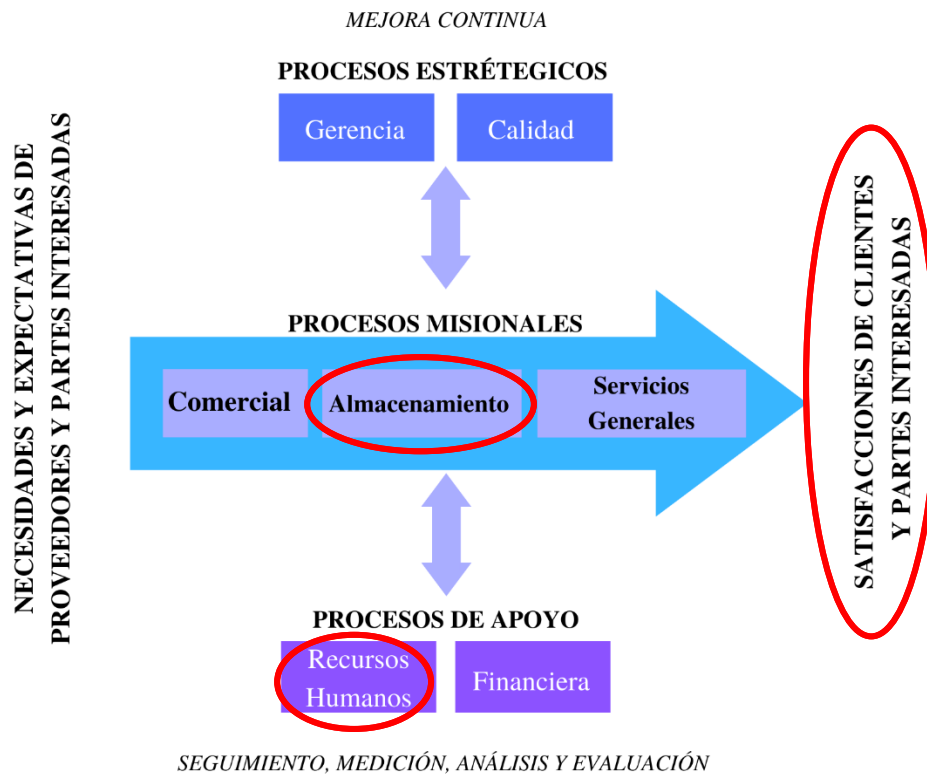 MEJORA CONTINUA
PROCESOS ESTRÉTEGICOS
Gerencia
Calidad
NECESIDADES Y EXPECTATIVAS DE
PROVEEDORES Y PARTES INTERESADAS
PROCESOS MISIONALES
Comercial
Almacenamiento
Servicios
Generales
SATISFACCIONES DE CLIENTES
Y PARTES INTERESADAS
PROCESOS DE APOYO
Recursos
Humanos
Financiera
SEGUIMIENTO, MEDICIÓN, ANÁLISIS Y EVALUACIÓN